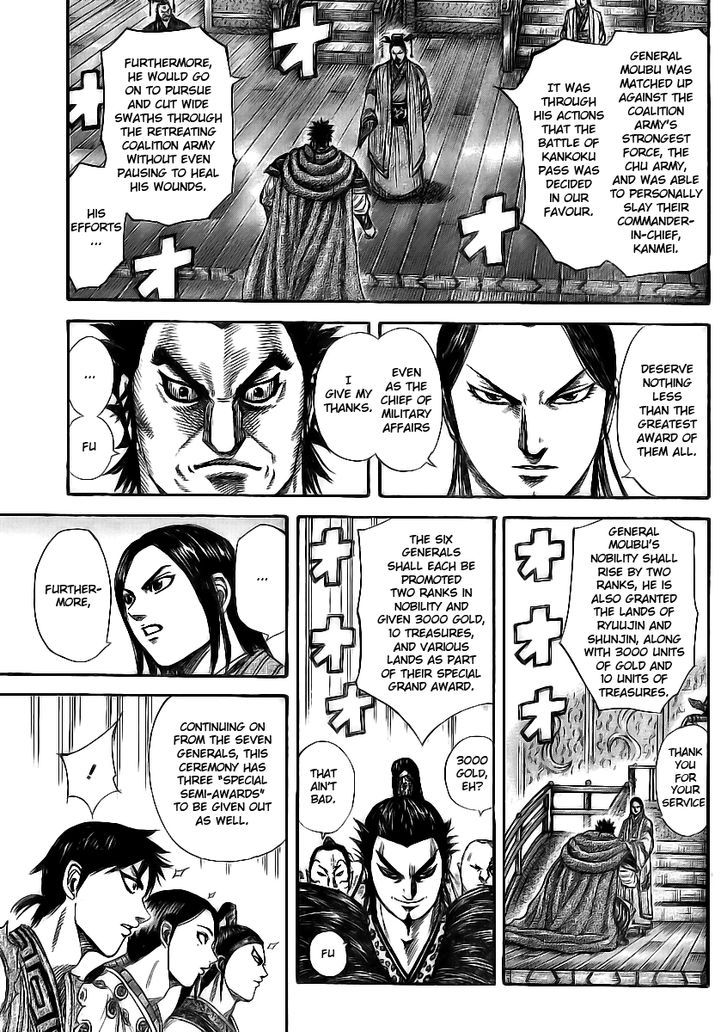 GENERAL
MOUBU WAS
MATCHED UP
AGAINST THE
COALITION
ARMY'S
STRONGEST
FORCE, THE
CHU ARMY,
AND WAS ABLE
TO PERSONALLY
SLAY THEIR
COMMANDER-
IN-CHIEF,
KANMEI.
IT WAS
THROUGH
HIS ACTIONS
THAT THE
BATTLE OF
KANKOKU
PASS WAS
DECIDED
IN OUR
FAVOUR.
オ
オ
オ
オ
FURTHERMORE,
HE WOULD GO
ON TO PURSUE
AND CUT WIDE
SWATHS THROUGH
THE RETREATING
COALITION ARMY
WITHOUT EVEN
PAUSING TO HEAL
HIS WOUNDS.
HIS
EFFORTS
...
DESERVE
NOTHING
LESS
THAN THE
GREATEST
AWARD OF
THEM ALL.
EVEN
AS THE
CHIEF OF
MILITARY
AFFAIRS
I
GIVE MY
THANKS.
...
FU
GENERAL
MOUBU'S
NOBILITY SHALL
RISE BY TWO
RANKS, HE IS
ALSO GRANTED
THE LANDS OF
RYUUJIN AND
SHUNJIN, ALONG
WITH 3000 UNITS
OF GOLD AND
10 UNITS OF
TREASURES.
オ
オ
オ
THANK
YOU FOR
YOUR
SERVICE
THE SIX
GENERALS
SHALL EACH BE
PROMOTED
TWO RANKS IN
NOBILITY AND
GIVEN 3000 GOLD,
10 TREASURES,
AND VARIOUS
LANDS AS PART
OF THEIR SPECIAL
GRAND AWARD.
オ
オ
オ
3000
GOLD,
EH?
THAT
AIN'T
BAD.
FU
...
FURTHER-
MORE,
CONTINUING ON
FROM THE SEVEN
GENERALS, THIS
CEREMONY HAS
THREE "SPECIAL
SEMI-AWARDS"
TO BE GIVEN OUT
AS WELL.
!